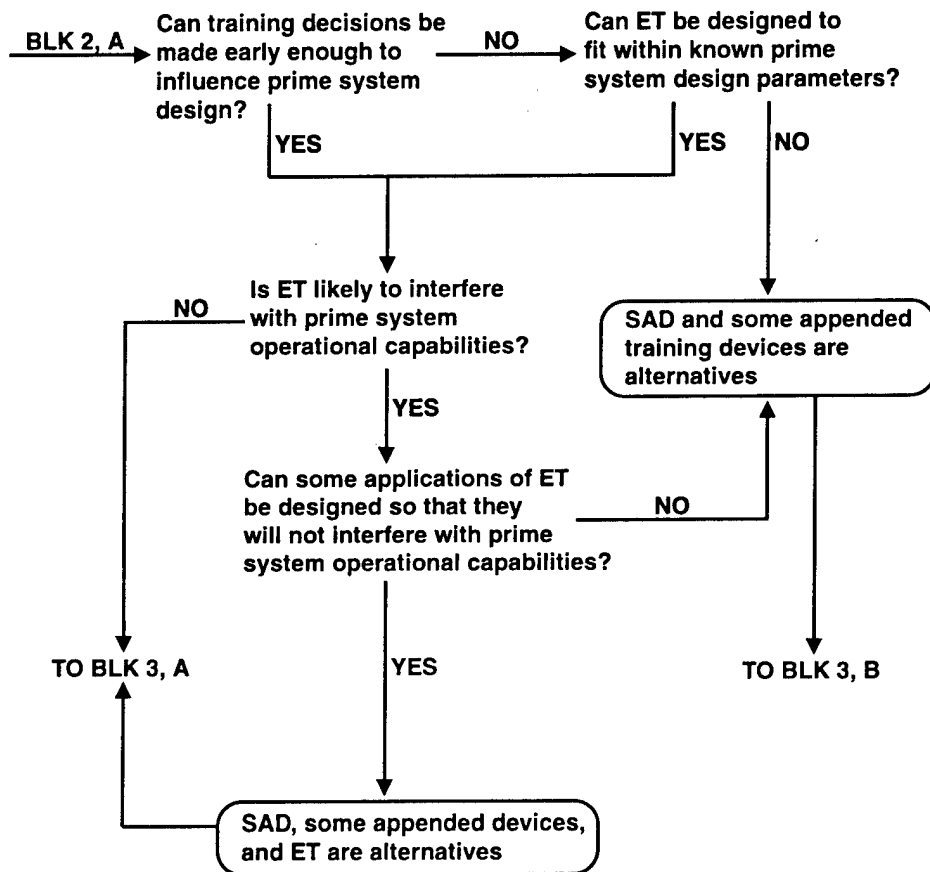 BLK 2, A
Can training decisions be
made early enough to
influence prime system
design?
NO
Can ET be designed to
fit within known prime
system design parameters?
YES
YES
NO
Is ET likely to interfere
with prime system
operational capabilities?
NO
SAD and some appended
training devices are
alternatives
YES
Can some applications of ET
be designed so that they
will not interfere with prime
system operational capabilities?
NO
TO BLK 3, A
YES
TO BLK 3, B
SAD, some appended devices,
and ET are alternatives